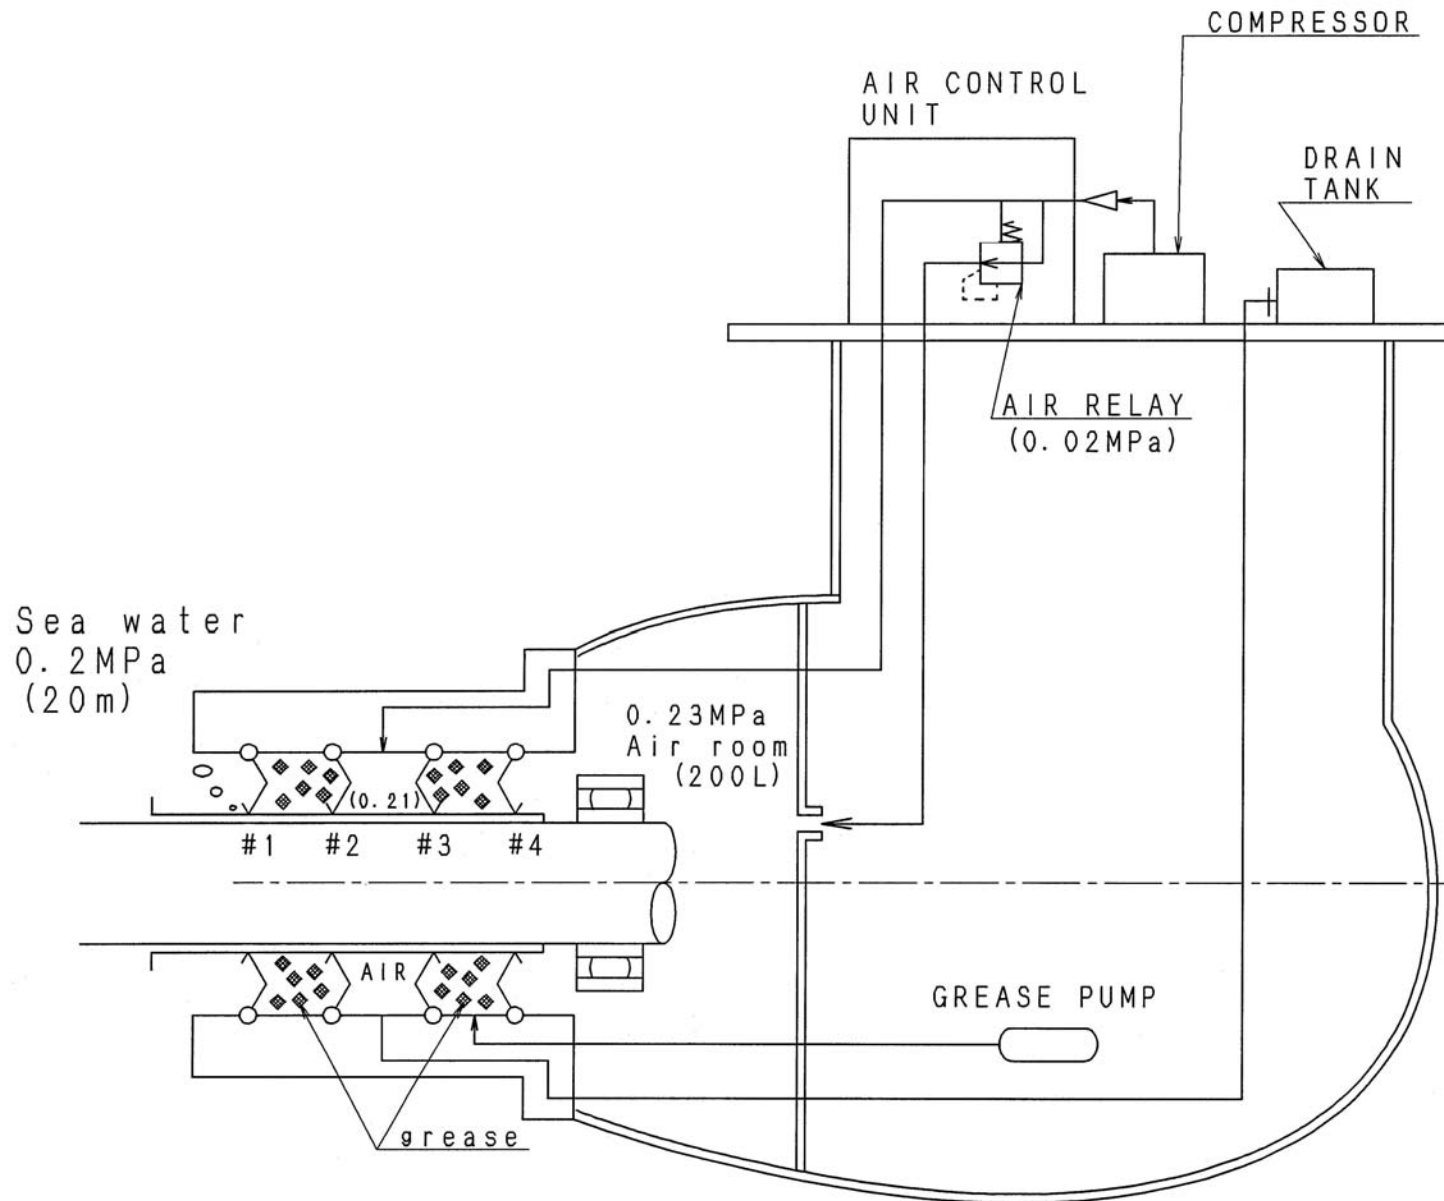 COMPRESSOR
AIR CONTROL
UNIT
DRAIN
TANK
AIR RELAY
(0.02MPa)
Sea water
0.2MPa
(20m)
0.23MPa
Air room
(200L)
(0.21)
#1 #2 #3 #4
AIR
GREASE PUMP
grease